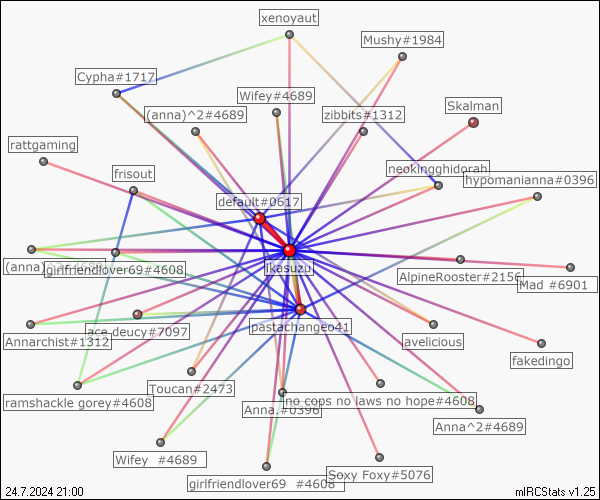 xenoyaut
Mushy#1984
Cypha#1717
Wifey#4689
(anna)^2#4689
zibbits#1312
Skalman
rattgaming
frisout
neokingghidorah
hypomanianna#0396
default#0617
(anna)
girlfriendlover69#4608
ikasuzu
AlpineRooster#2156
Mad #6901
pastachangeo41
Annarchist#1312
ace.deucy#7097
avelicious
fakedingo
Toucan#2473
ramshackle gorey#4608
Anna.#0396
no cops no laws no hope#4608
Anna^2#4689
Wifey #4689
girlfriendlover69 #4608
Soxy Foxy#5076
24.7.2024 21:00
mIRCStats v1.25